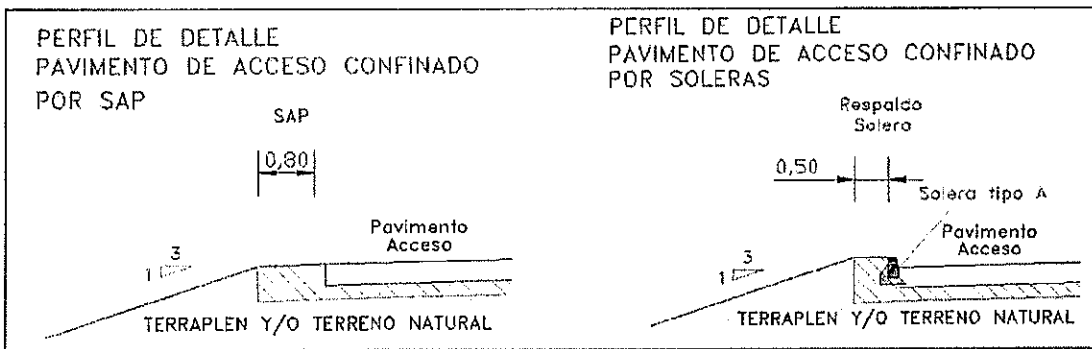 PERFIL DE DETALLE
PAVIMENTO DE ACCESO CONFINADO
POR SAP
SAP
0,80
Pavimento
Acceso
3
1
TERRAPLEN Y/O TERRENO NATURAL
PERFIL DE DETALLE
PAVIMENTO DE ACCESO CONFINADO
POR SOLERAS
Respaldo
Solera
0,50
Solera tipo A
Pavimento
Acceso
3
1
TERRAPLEN Y/O TERRENO NATURAL